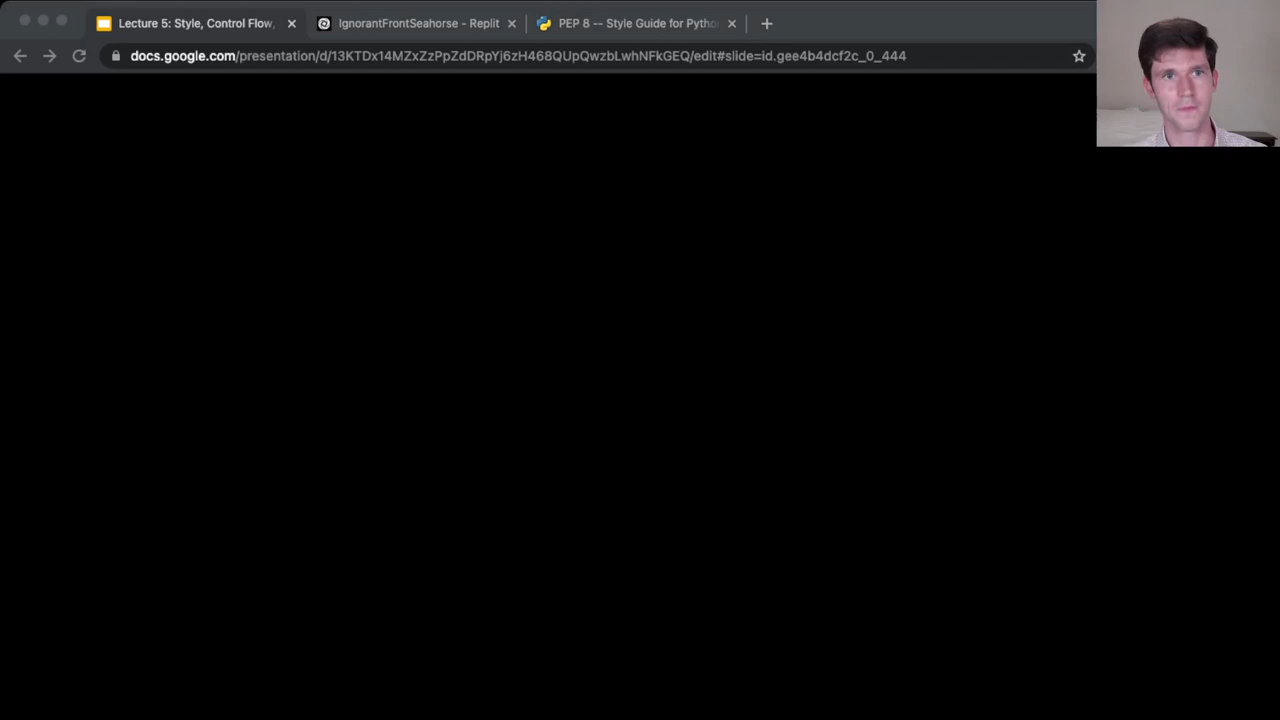 Lecture 5: Style, Control Flow,
IgnorantFrontSeahorse - Replit
PEP 8 -- Style Guide for Pytho
docs.google.com/presentation/d/13KTDx14MZxZzPpZdDRpYj6zH468QUpQwzbLwhNFkGEQ/edit#slide=id.gee4b4dcf2c_0_444